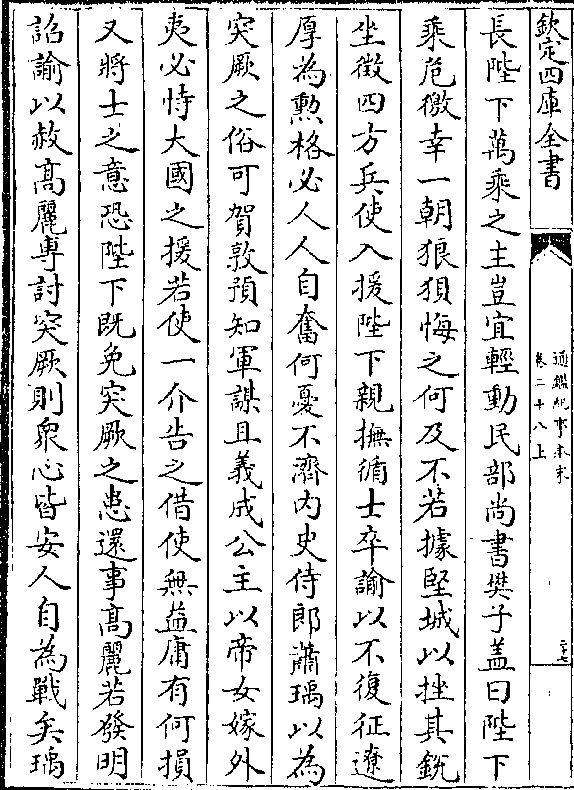 欽定四庫全書
通鑑紀事本末
卷二十八上
二十七
長陛下萬乘之主豈宜輕動民部尚書樊子蓋曰陛下
乘危徼幸一朝狼狽悔之何及不若據堅城以挫其銳
坐徵四方兵使入援陛下親撫循士卒諭以不復征遼
厚為勲格必人人自奮何憂不濟内史侍郎蕭瑀以為
突厥之俗可賀敦預知軍謀且義成公主以帝女嫁外
夷必恃大國之援若使一介告之借使無益庸有何損
又將士之意恐陛下既免突厥之患還事髙麗若發明
詔諭以赦髙麗專討突厥則衆心皆安人自為戰矣瑀